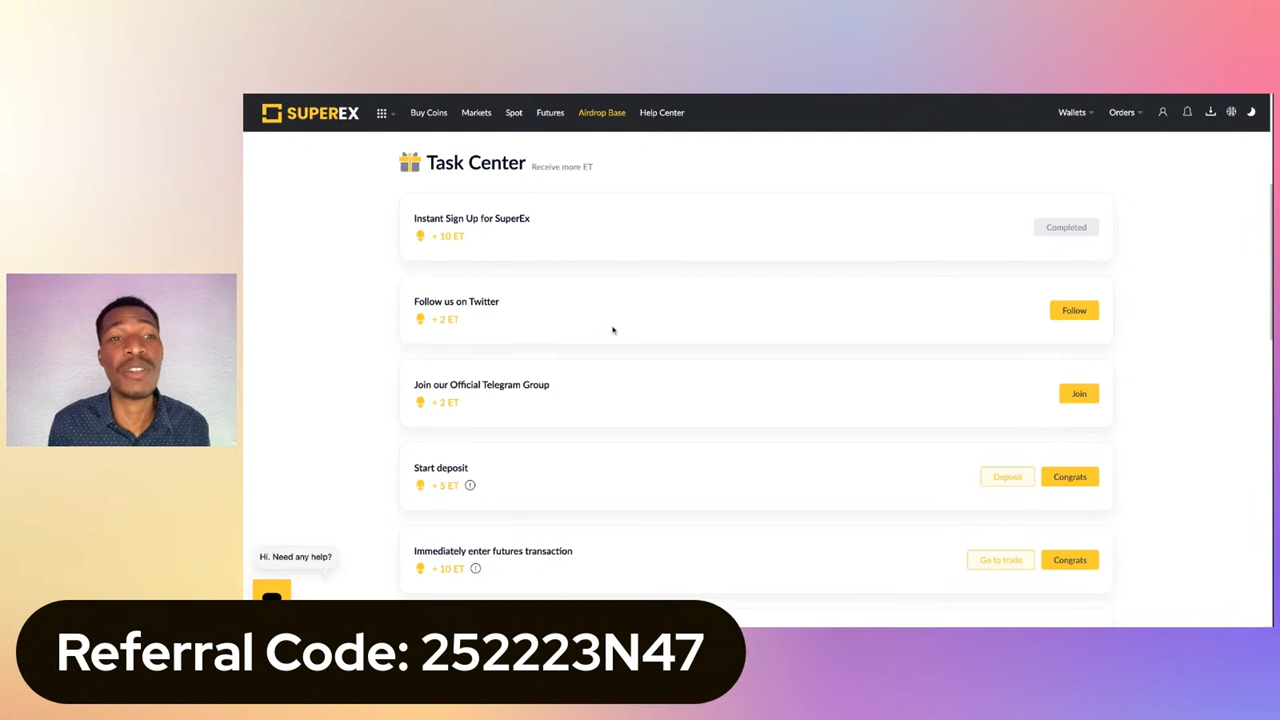 SUPEREX
Buy Coins Markets Spot Futures Airdrop Base Help Center Wallets Orders
Task Center Receive more ET
Instant Sign Up for SuperEx
+ 10 ET
Completed
Follow us on Twitter
+ 2 ET
Follow
Join our Official Telegram Group
+ 2 ET
Join
Start deposit
+ 5 ET
Deposit Congrats
Immediately enter futures transaction
+ 10 ET
Go to trade Congrats
Hi. Need any help?
Referral Code: 252223N47